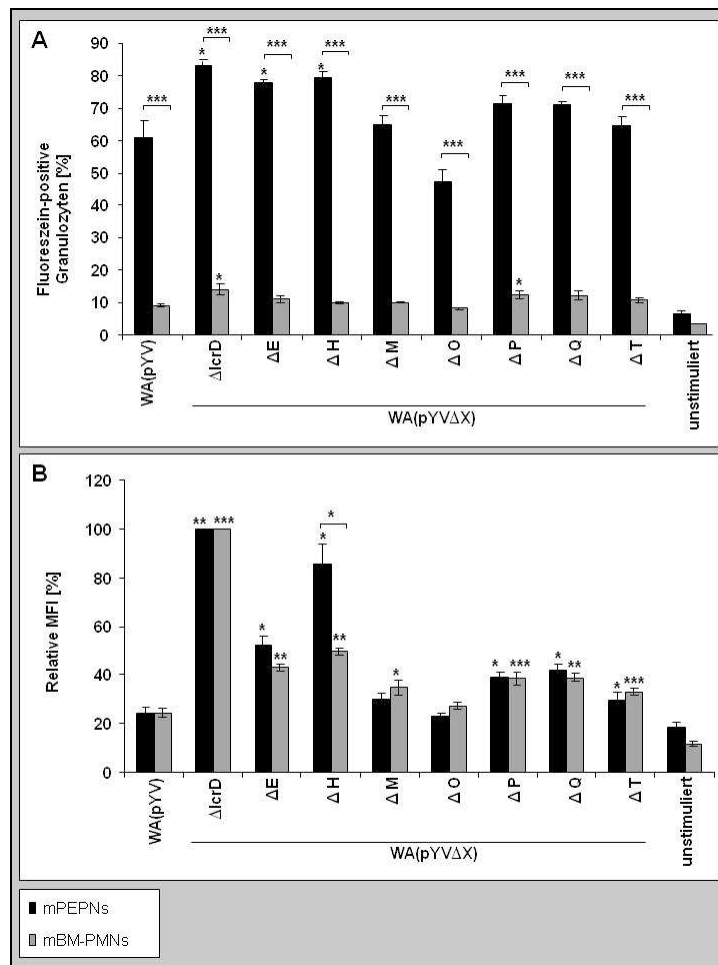 A
Fluoreszein-positive
Granulozyten [%]
90
80
70
60
50
40
30
20
10
0
*** *** *** *** *** *** *** *** ***
* * * * *
WA(pYV) ΔlcrD ΔE Δ H Δ M Δ O Δ P Δ Q Δ T unstimuliert
WA(pYVΔX)
B
Relative MFI [%]
120
100
80
60
40
20
0
** *** * ** * * ** * * *** * ** * ***
WA(pYV) ΔlcrD ΔE Δ H Δ M Δ O Δ P Δ Q Δ T unstimuliert
WA(pYVΔX)
mPEPNs
mBM-PMNs